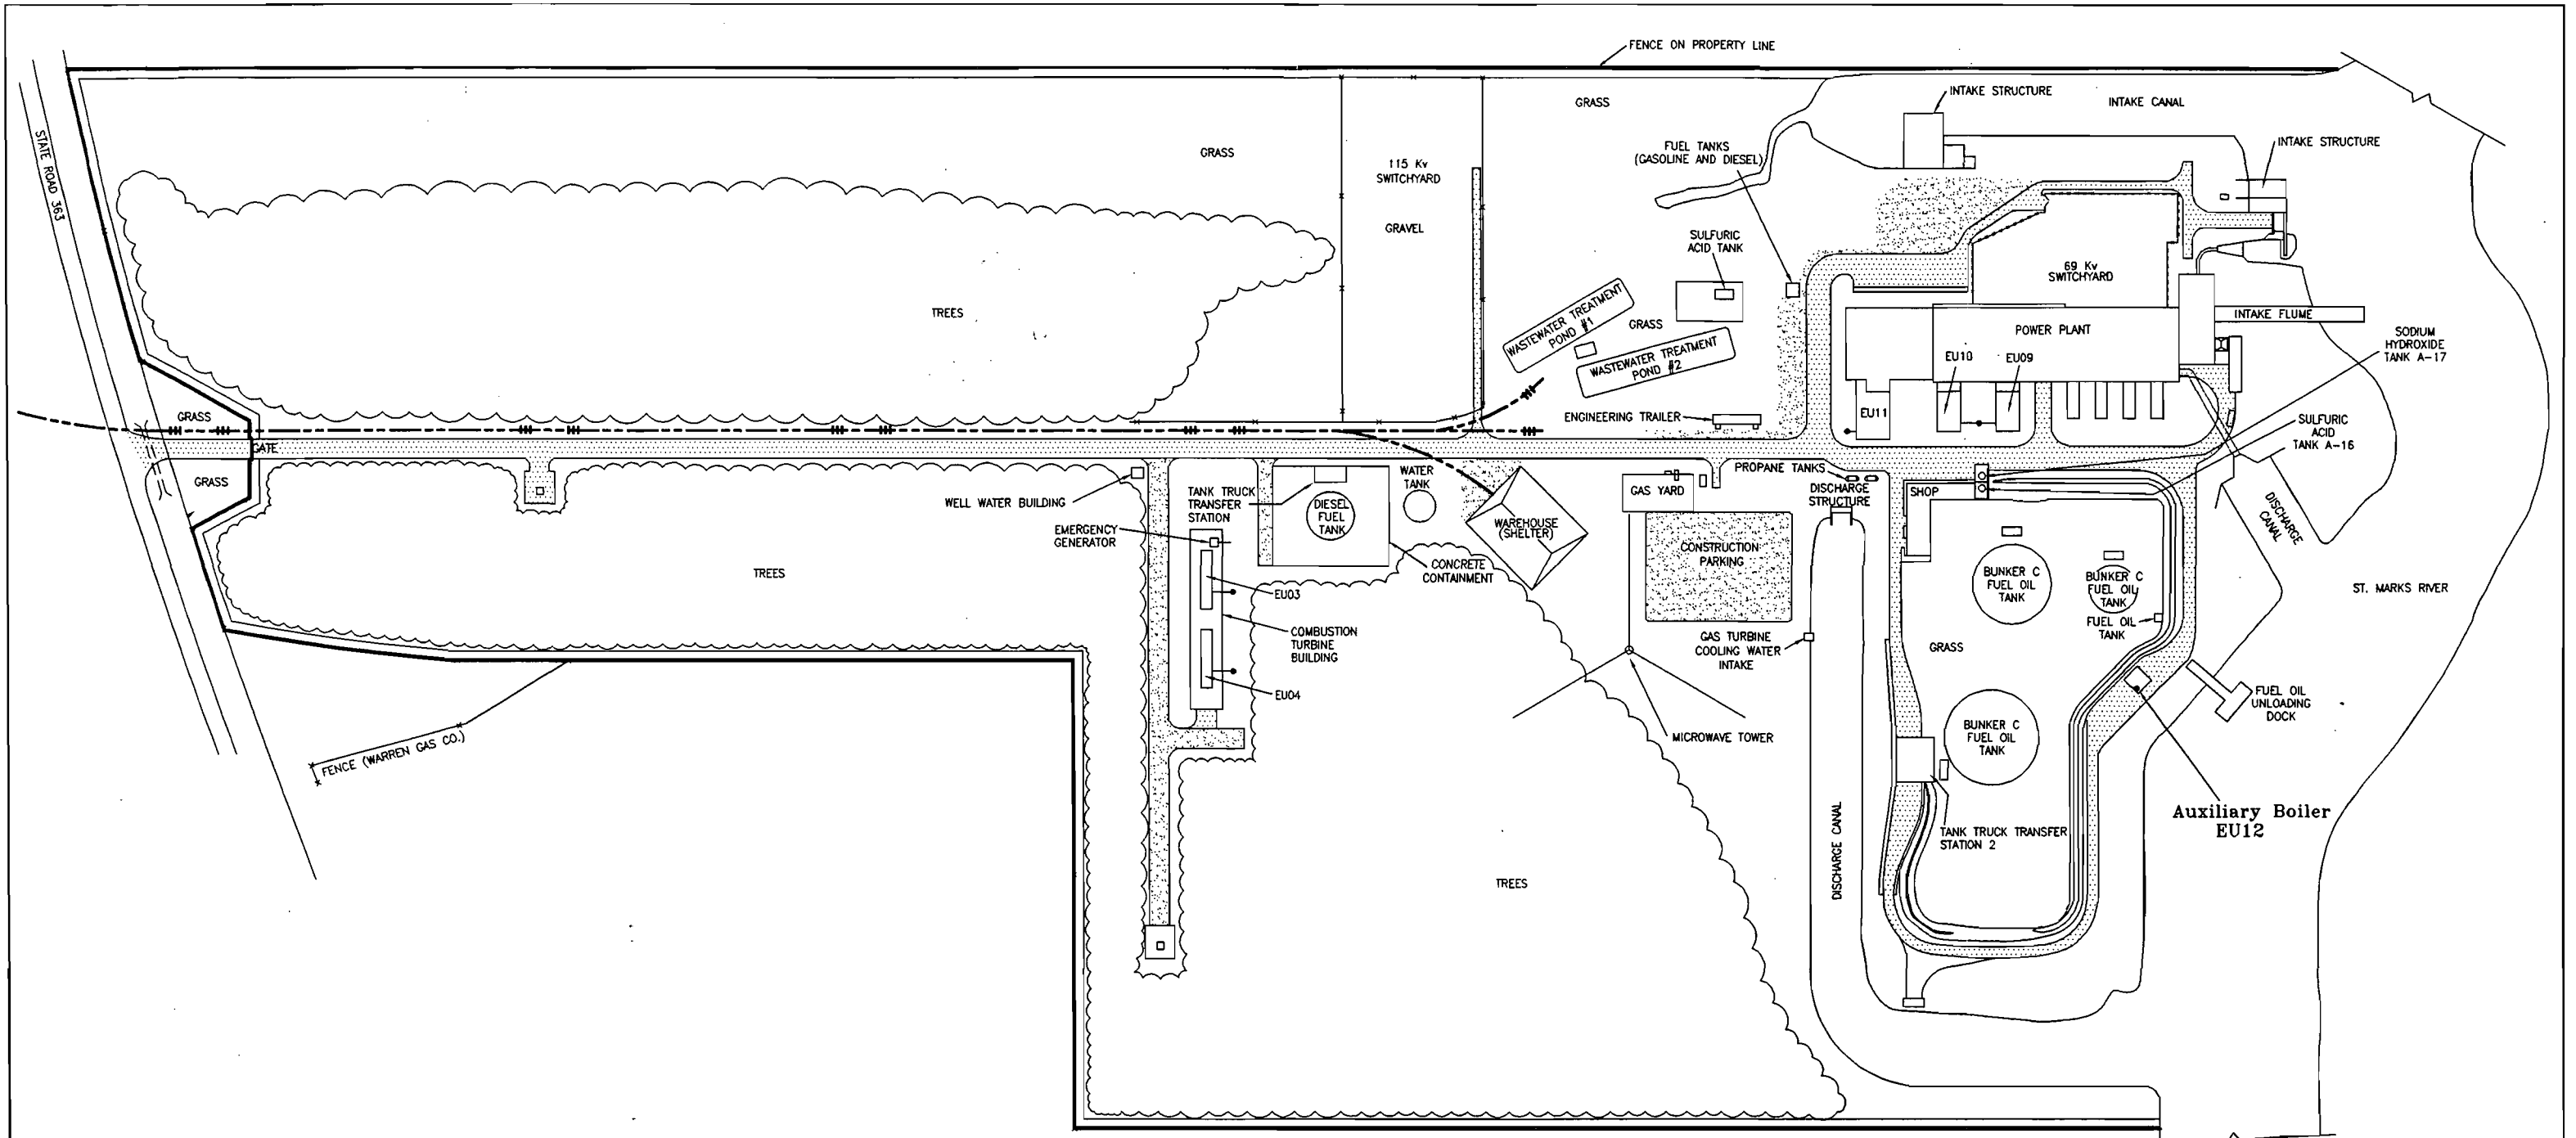 FENCE ON PROPERTY LINE
STATE ROAD 363
GRASS
115 Kv
SWITCHYARD
GRAVEL
GRASS
FUEL TANKS
(GASOLINE AND DIESEL)
INTAKE STRUCTURE
INTAKE CANAL
INTAKE STRUCTURE
SULFURIC
ACID TANK
69 Kv
SWITCHYARD
TREES
WASTEWATER TREATMENT
POND #1
GRASS
WASTEWATER TREATMENT
POND #2
POWER PLANT
INTAKE FLUME
EU10
EU09
EU11
SODIUM
HYDROXIDE
TANK A-17
SULFURIC
ACID
TANK A-16
ENGINEERING TRAILER
GRASS
GATE
GRASS
WELL WATER BUILDING
TANK TRUCK
TRANSFER
STATION
EMERGENCY
GENERATOR
DIESEL
FUEL
TANK
WATER
TANK
WAREHOUSE
(SHELTER)
CONCRETE
CONTAINMENT
GAS YARD
PROPANE TANKS
DISCHARGE
STRUCTURE
SHOP
CONSTRUCTION
PARKING
DISCHARGE
CANAL
TREES
EU03
COMBUSTION
TURBINE
BUILDING
EU04
BUNKER C
FUEL OIL
TANK
BUNKER C
FUEL OIL
TANK
FUEL OIL
TANK
ST. MARKS RIVER
GAS TURBINE
COOLING WATER
INTAKE
GRASS
FUEL OIL
UNLOADING
DOCK
FENCE (WARREN GAS CO.)
MICROWAVE TOWER
BUNKER C
FUEL OIL
TANK
Auxiliary Boiler
EU12
TANK TRUCK TRANSFER
STATION 2
DISCHARGE CANAL
TREES